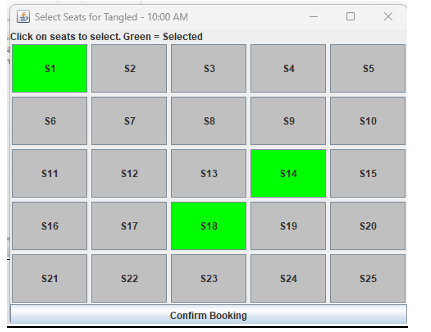 Select Seats for Tangled - 10:00 AM
Click on seats to select. Green = Selected
S1 S2 S3 S4 S5
S6 S7 S8 S9 S10
S11 S12 S13 S14 S15
S16 S17 S18 S19 S20
S21 S22 S23 S24 S25
Confirm Booking